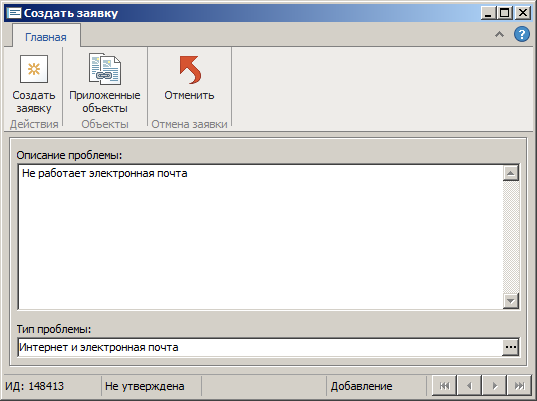 Создать заявку
Главная
?
Создать заявку
Приложенные объекты
Отменить
Действия
Объекты
Отмена заявки
Описание проблемы:
Не работает электронная почта
Тип проблемы:
Интернет и электронная почта
...
ИД: 148413
Не утверждена
Добавление